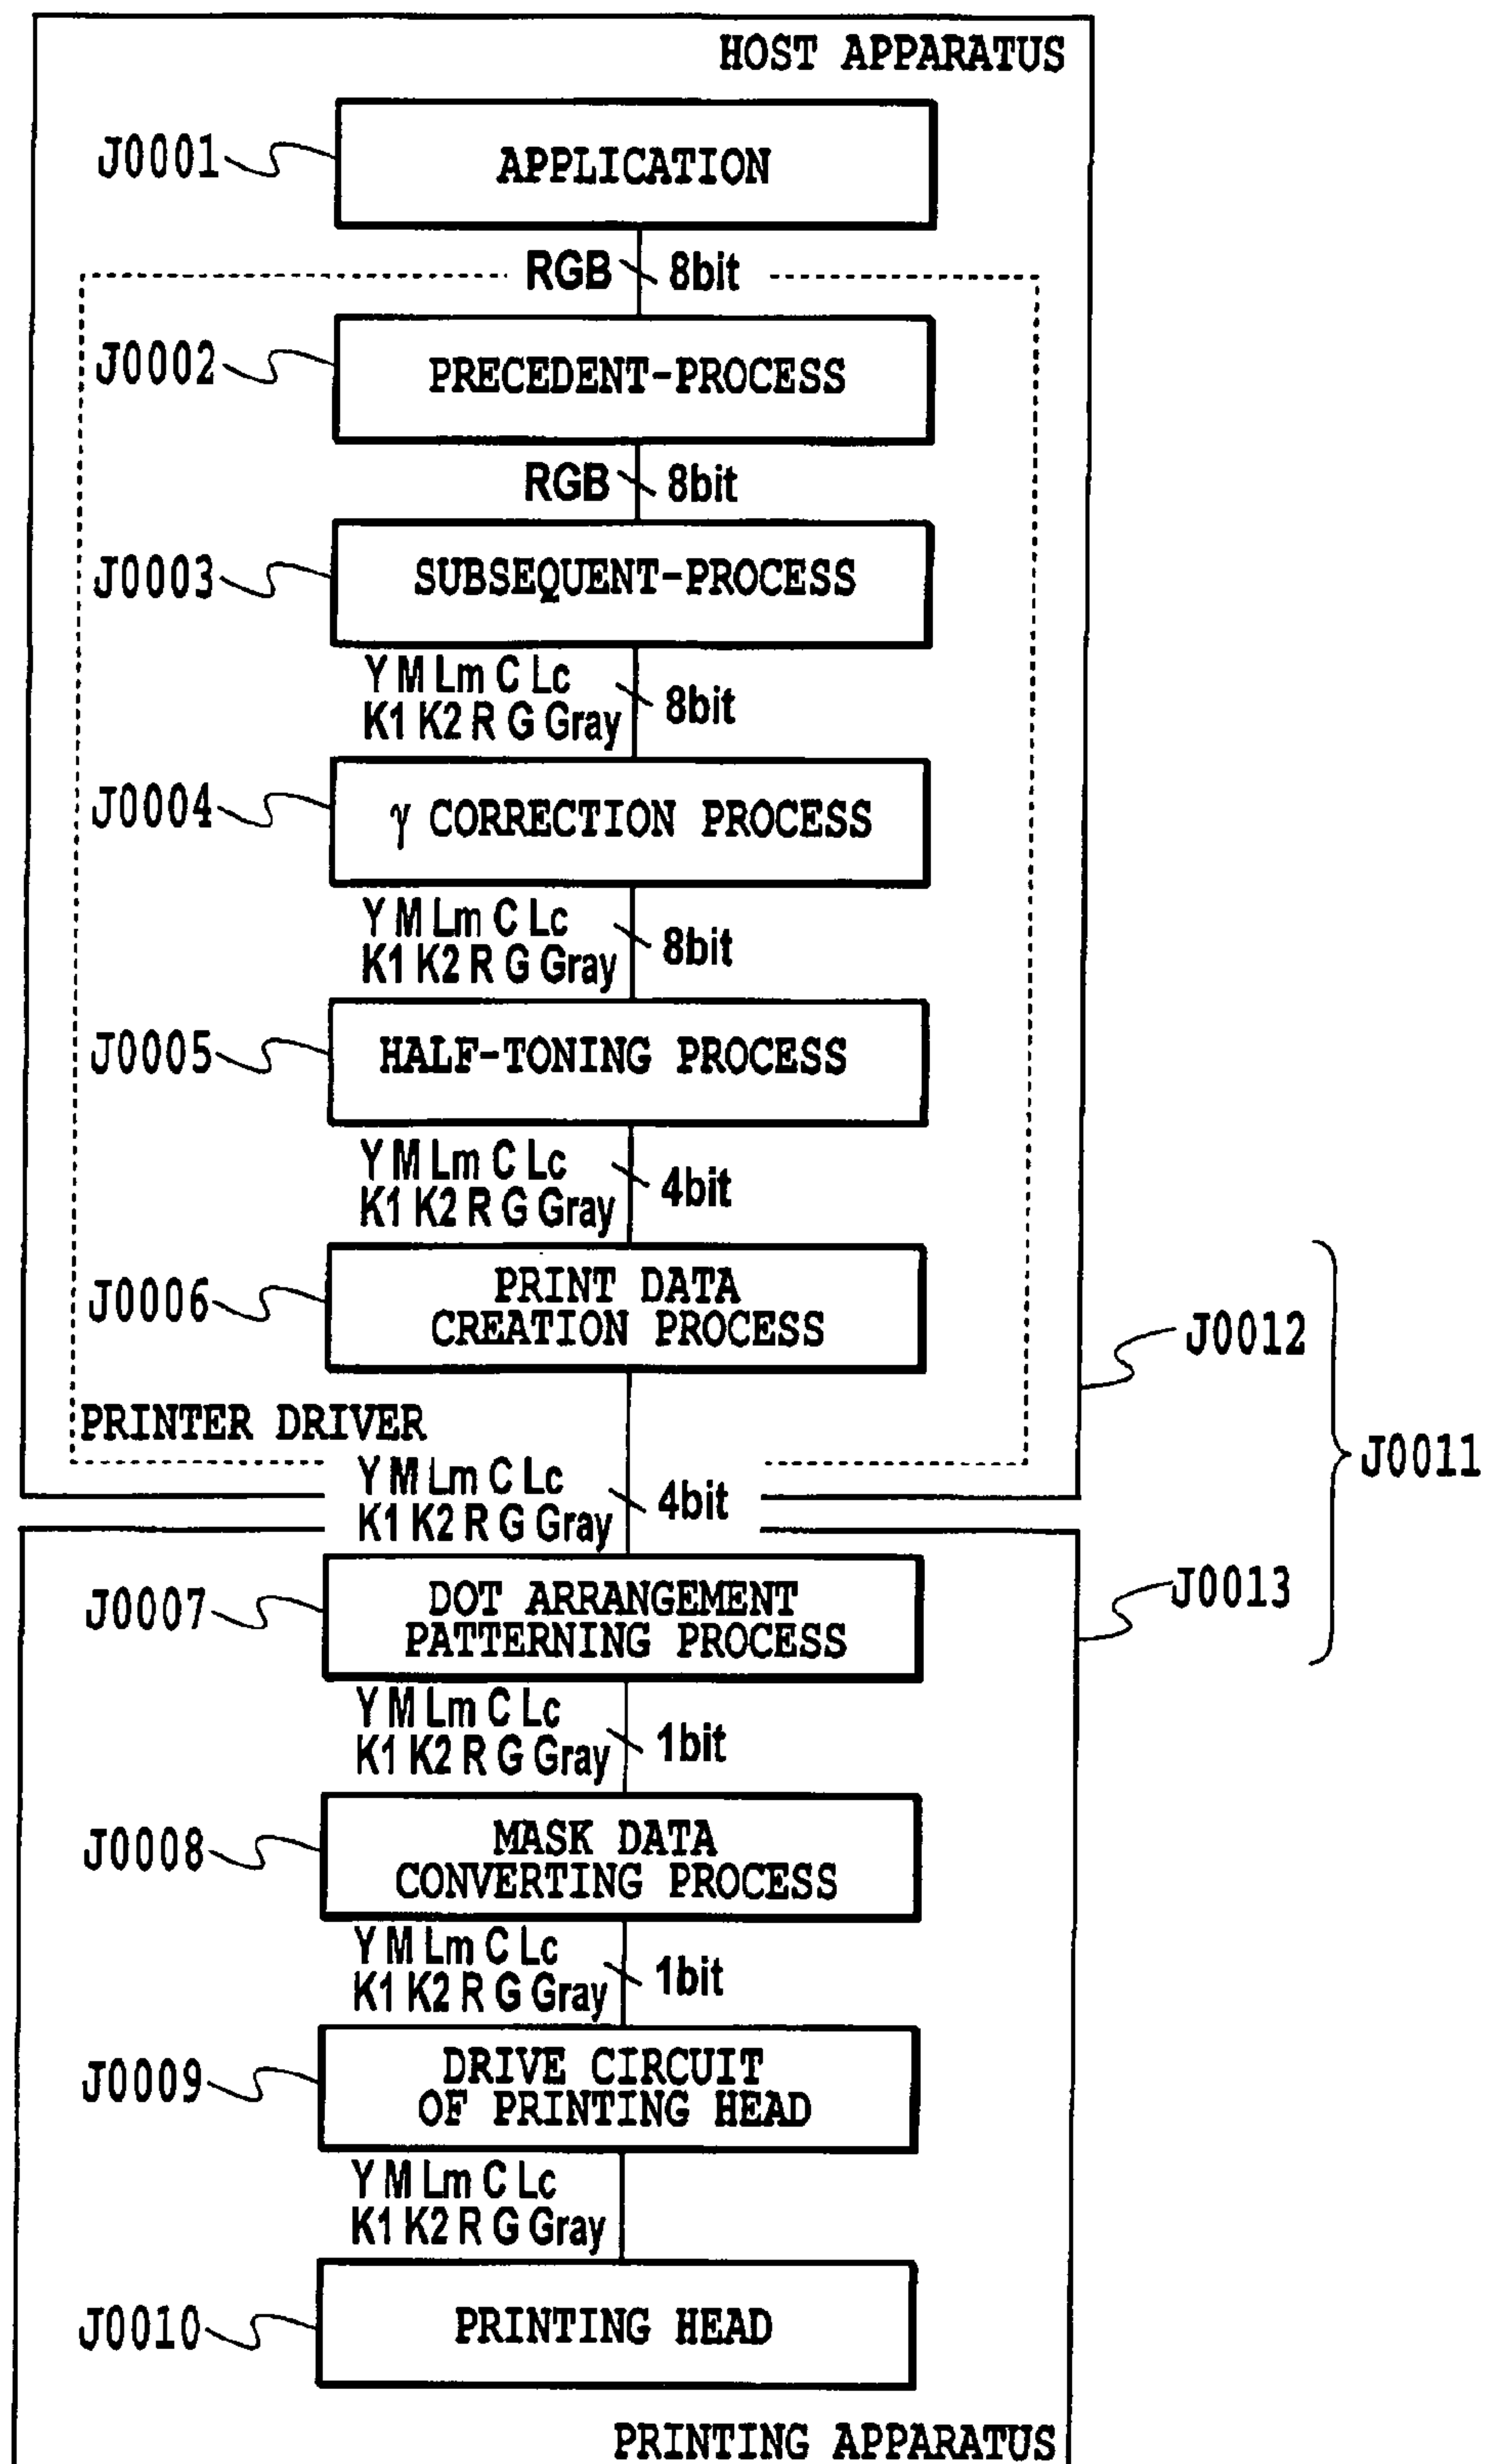 HOST APPARATUS
J0001
APPLICATION
RGB 8bit
J0002
PRECEDENT-PROCESS
RGB 8bit
J0003
SUBSEQUENT-PROCESS
Y M Lm C Lc
K1 K2 R G Gray
8bit
J0004
γ CORRECTION PROCESS
Y M Lm C Lc
K1 K2 R G Gray
8bit
J0005
HALF-TONING PROCESS
Y M Lm C Lc
K1 K2 R G Gray
4bit
J0006
PRINT DATA
CREATION PROCESS
J0012
PRINTER DRIVER
J0011
Y M Lm C Lc
K1 K2 R G Gray
4bit
J0013
J0007
DOT ARRANGEMENT
PATTERNING PROCESS
Y M Lm C Lc
K1 K2 R G Gray
1bit
J0008
MASK DATA
CONVERTING PROCESS
Y M Lm C Lc
K1 K2 R G Gray
1bit
J0009
DRIVE CIRCUIT
OF PRINTING HEAD
Y M Lm C Lc
K1 K2 R G Gray
J0010
PRINTING HEAD
PRINTING APPARATUS